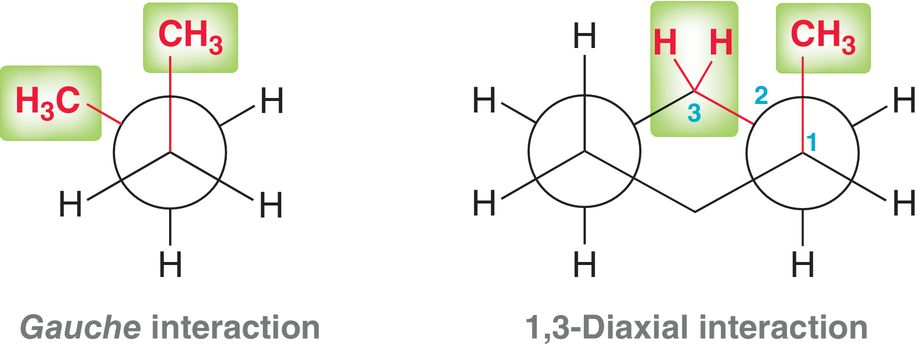 CH3
H3C
H
H
H
H
Gauche interaction
H
H H
CH3
H
3
2
1
H
H
H
H
H
H
1,3-Diaxial interaction